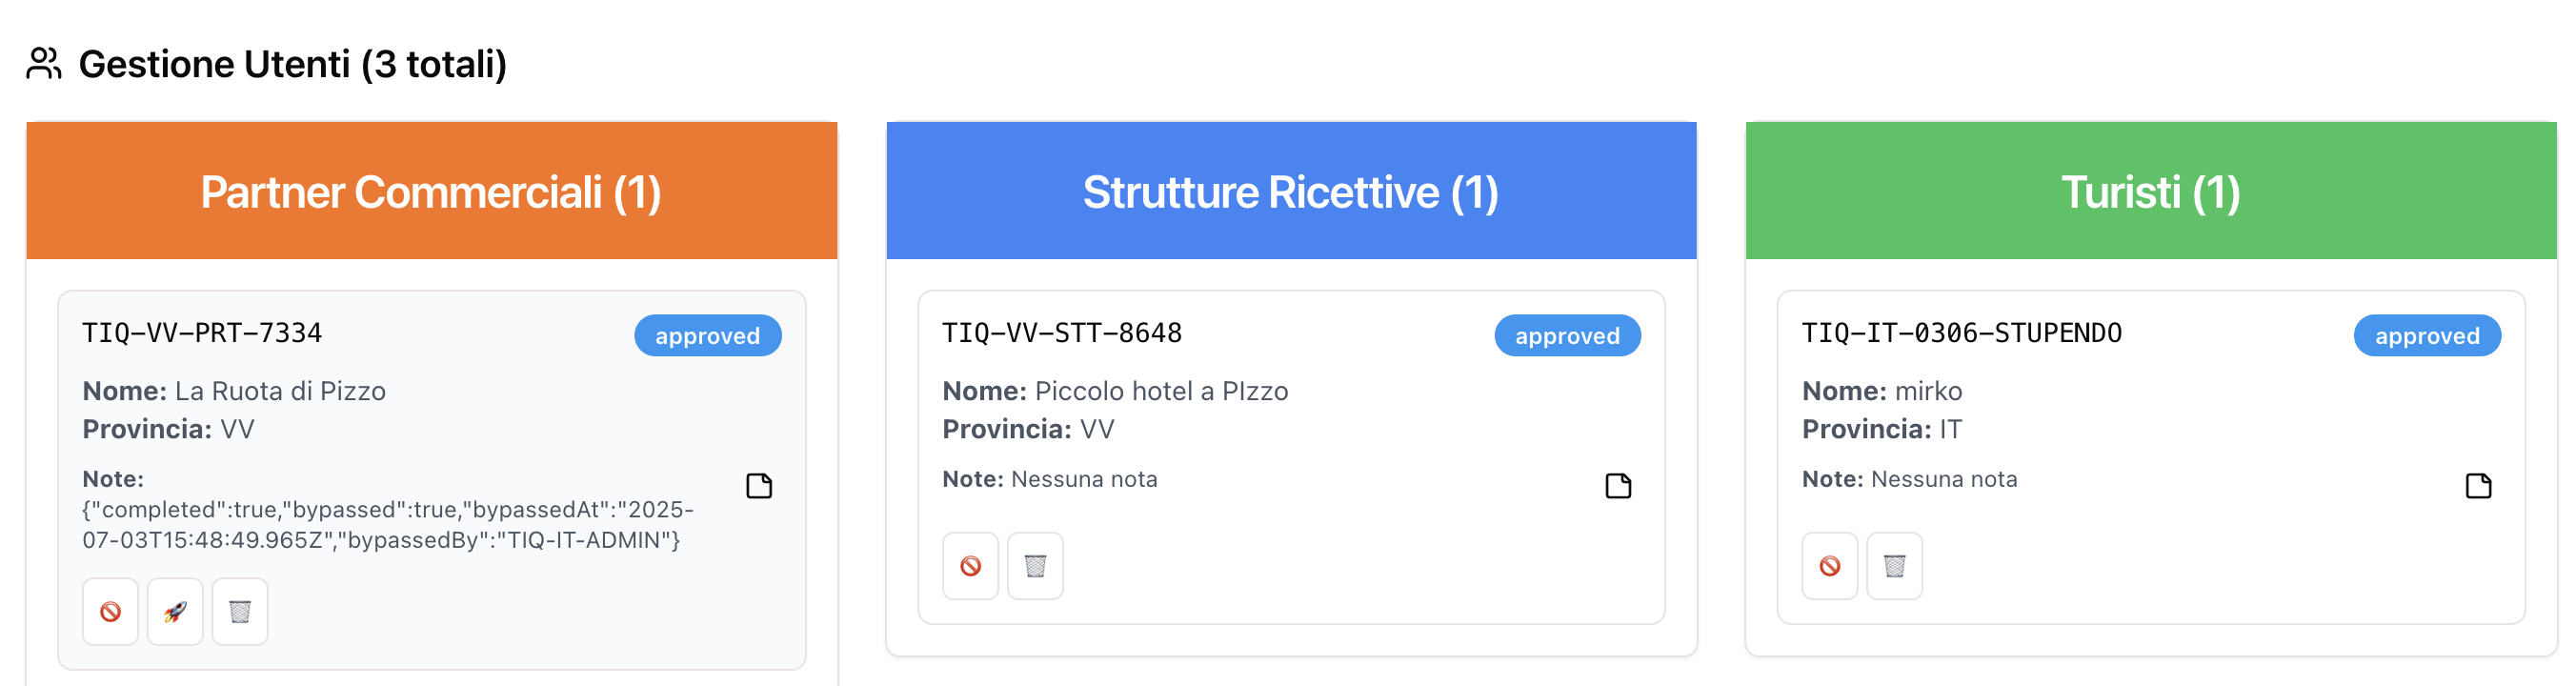 Gestione Utenti (3 totali)
Partner Commerciali (1)
TIQ-VV-PRT-7334
approved
Nome: La Ruota di Pizzo
Provincia: VV
Note:
{"completed":true,"bypassed":true,"bypassedAt":"2025-
07-03T15:48:49.965Z","bypassedBy":"TIQ-IT-ADMIN"}
Strutture Ricettive (1)
TIQ-VV-STT-8648
approved
Nome: Piccolo hotel a PIzzo
Provincia: VV
Note: Nessuna nota
Turisti (1)
TIQ-IT-0306-STUPENDO
approved
Nome: mirko
Provincia: IT
Note: Nessuna nota